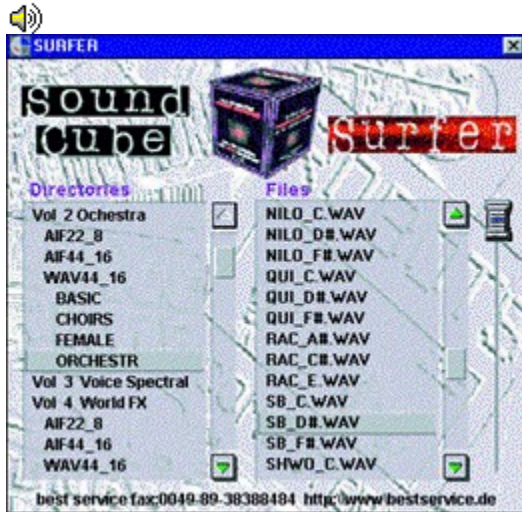 SURFER
Sound
Cube
Surfer
Directories
Vol 2 Ochestra
AIF22_8
AIF44_16
WAV44_16
BASIC
CHOIRS
FEMALE
ORCHESTR
Vol 3 Voice Spectral
Vol 4 World FX
AIF22_8
AIF44_16
WAV44_16
Files
NILO_C.WAV
NILO_D#.WAV
NILO_F#.WAV
QUI_C.WAV
QUI_D#.WAV
QUI_F#.WAV
RAC_A#.WAV
RAC_C#.WAV
RAC_E.WAV
SB_C.WAV
SB_D#.WAV
SB_F#.WAV
SHWO_C.WAV
best service fax:0049-89-38388484 http:\\www.bestservice.de